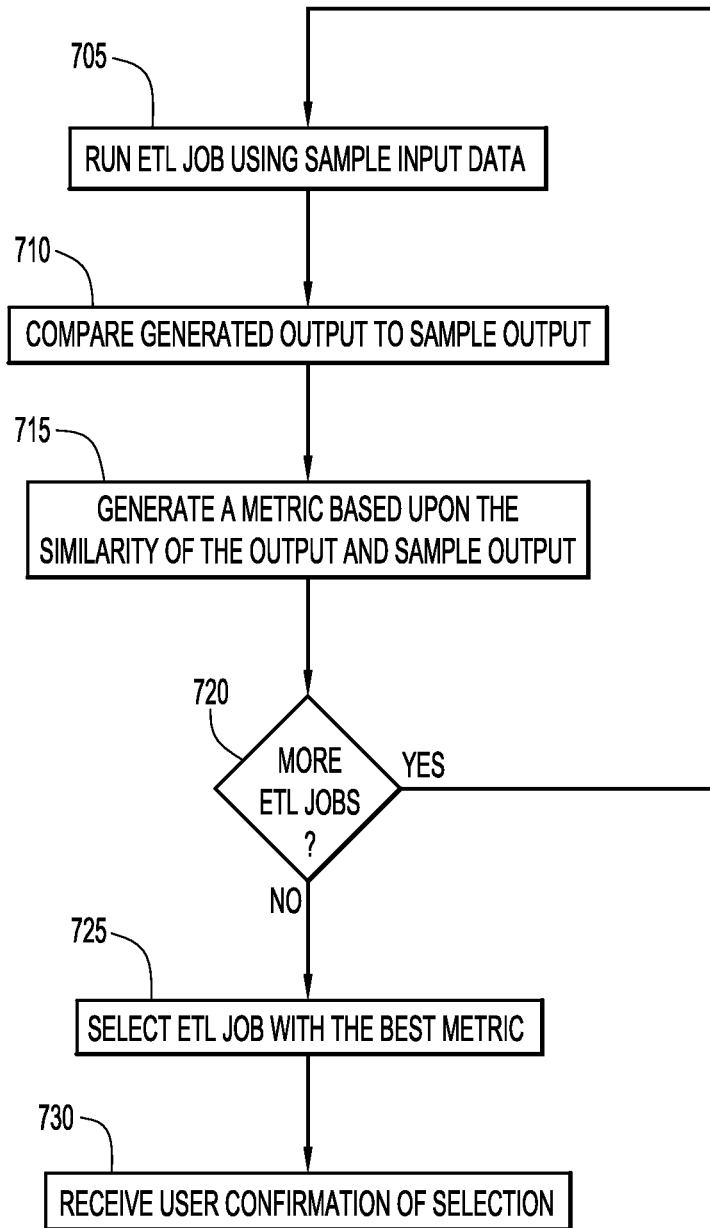 705
RUN ETL JOB USING SAMPLE INPUT DATA
710
COMPARE GENERATED OUTPUT TO SAMPLE OUTPUT
715
GENERATE A METRIC BASED UPON THE
SIMILARITY OF THE OUTPUT AND SAMPLE OUTPUT
720
MORE
ETL JOBS
?
YES
NO
725
SELECT ETL JOB WITH THE BEST METRIC
730
RECEIVE USER CONFIRMATION OF SELECTION